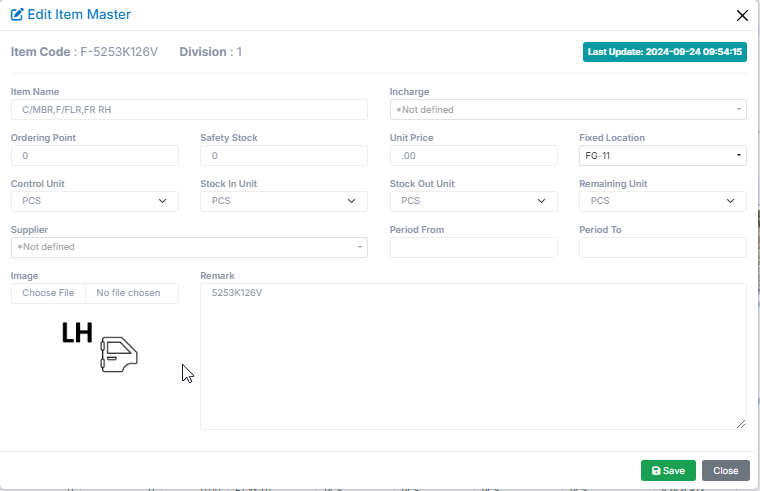 Edit Item Master
Item Code : F-5253K126V Division : 1 Last Update: 2024-09-24 09:54:15
Item Name Incharge
C/MBR,F/FLR,FR RH *Not defined
Ordering Point Safety Stock Unit Price Fixed Location
0 0 .00 FG-11
Control Unit Stock In Unit Stock Out Unit Remaining Unit
PCS PCS PCS PCS
Supplier Period From Period To
*Not defined
Image Remark
Choose File No file chosen 5253K126V
LH
Save Close